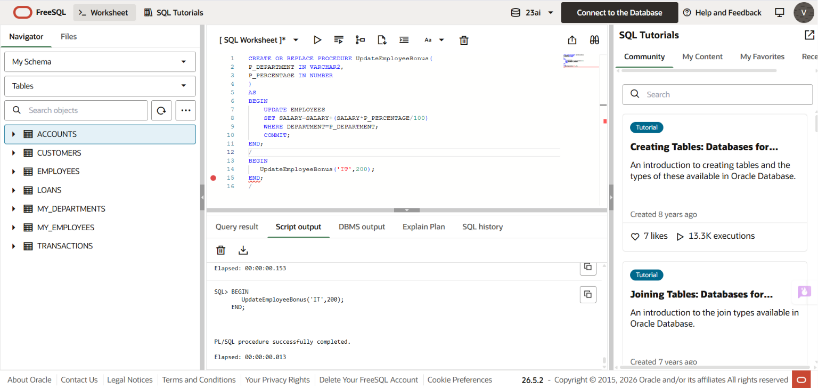 FreeSQL
Worksheet
SQL Tutorials
23ai
Connect to the Database
Help and Feedback
V
Navigator
Files
My Schema
Tables
Search objects
ACCOUNTS
CUSTOMERS
EMPLOYEES
LOANS
MY_DEPARTMENTS
MY_EMPLOYEES
TRANSACTIONS
[ SQL Worksheet ]*
Aa
1 CREATE OR REPLACE PROCEDURE UpdateEmployeeBonus(
2 P_DEPARTMENT IN VARCHAR2,
3 P_PERCENTAGE IN NUMBER
4 )
5 AS
6 BEGIN
7 UPDATE EMPLOYEES
8 SET SALARY=SALARY+(SALARY*P_PERCENTAGE/100)
9 WHERE DEPARTMENT=P_DEPARTMENT;
10 COMMIT;
11 END;
12 /
13 BEGIN
14 UpdateEmployeeBonus('IT',200);
15 END;
16 /
Query result
Script output
DBMS output
Explain Plan
SQL history
Elapsed: 00:00:00.153
SQL> BEGIN
UpdateEmployeeBonus('IT',200);
END;
PL/SQL procedure successfully completed.
Elapsed: 00:00:00.013
SQL Tutorials
Community
My Content
My Favorites
Rece
Search
Tutorial
Creating Tables: Databases for...
An introduction to creating tables and the
types of these available in Oracle Database.
Created 8 years ago
7 likes
13.3K executions
Tutorial
Joining Tables: Databases for...
An introduction to the join types available in
Oracle Database.
Created 7 years ago
About Oracle
Contact Us
Legal Notices
Terms and Conditions
Your Privacy Rights
Delete Your FreeSQL Account
Cookie Preferences
26.5.2 - Copyright © 2015, 2026 Oracle and/or its affiliates All rights reserved